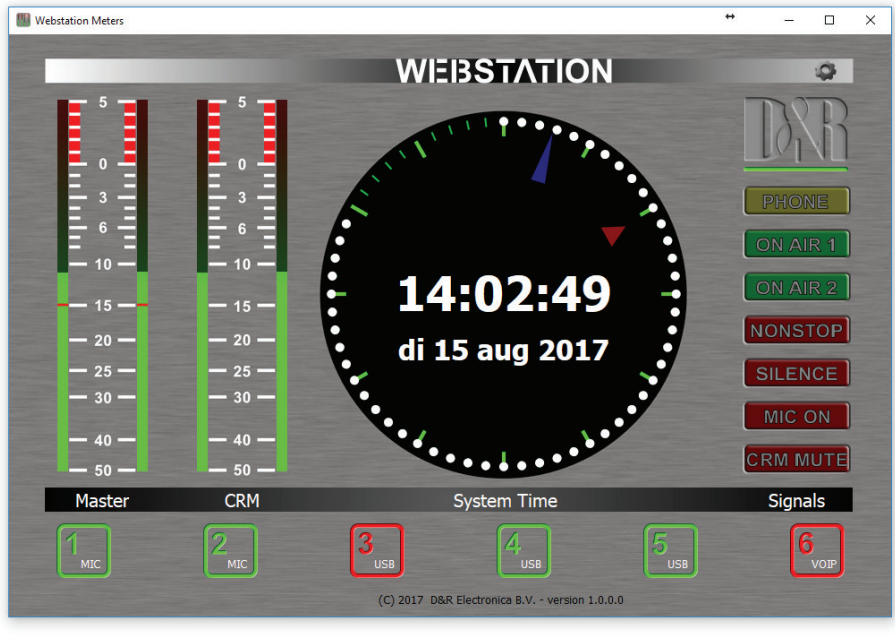 Webstation Meters
WEBSTATION
D&R
5
0
3
6
10
15
20
25
30
40
50
5
0
3
6
10
15
20
25
30
40
50
14:02:49
di 15 aug 2017
PHONE
ON AIR 1
ON AIR 2
NONSTOP
SILENCE
MIC ON
CRM MUTE
Master CRM System Time Signals
1 MIC
2 MIC
3 USB
4 USB
5 USB
6 VOIP
(C) 2017 D&R Electronica B.V. - version 1.0.0.0